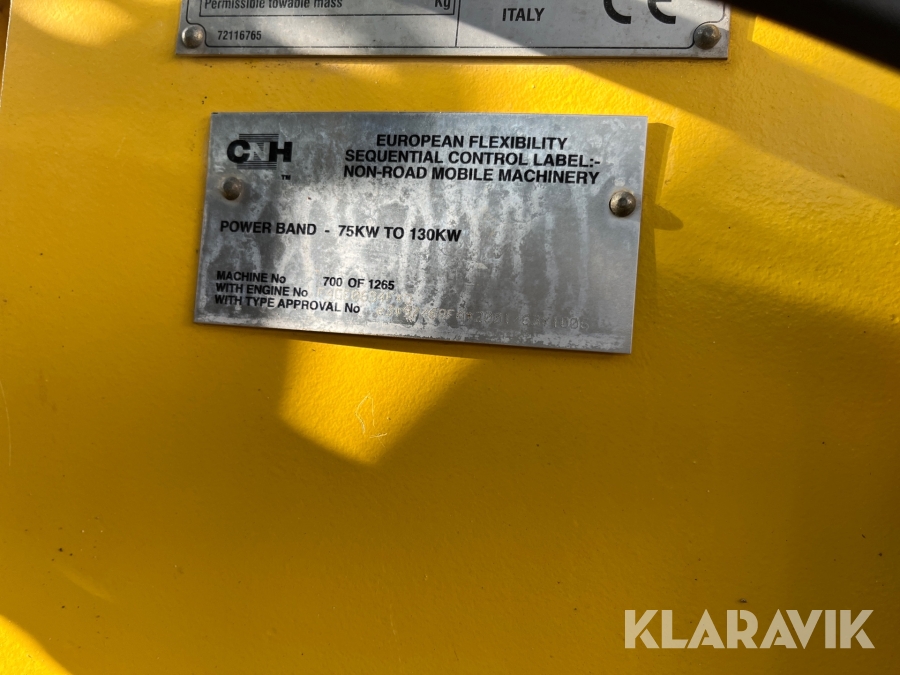 Permissible towable mass Kg
72116765
ITALY
CE
CNH
TM
EUROPEAN FLEXIBILITY
SEQUENTIAL CONTROL LABEL:-
NON-ROAD MOBILE MACHINERY
POWER BAND - 75KW TO 130KW
MACHINE No 700 OF 1265
WITH ENGINE No
WITH TYPE APPROVAL No
KLARAVIK